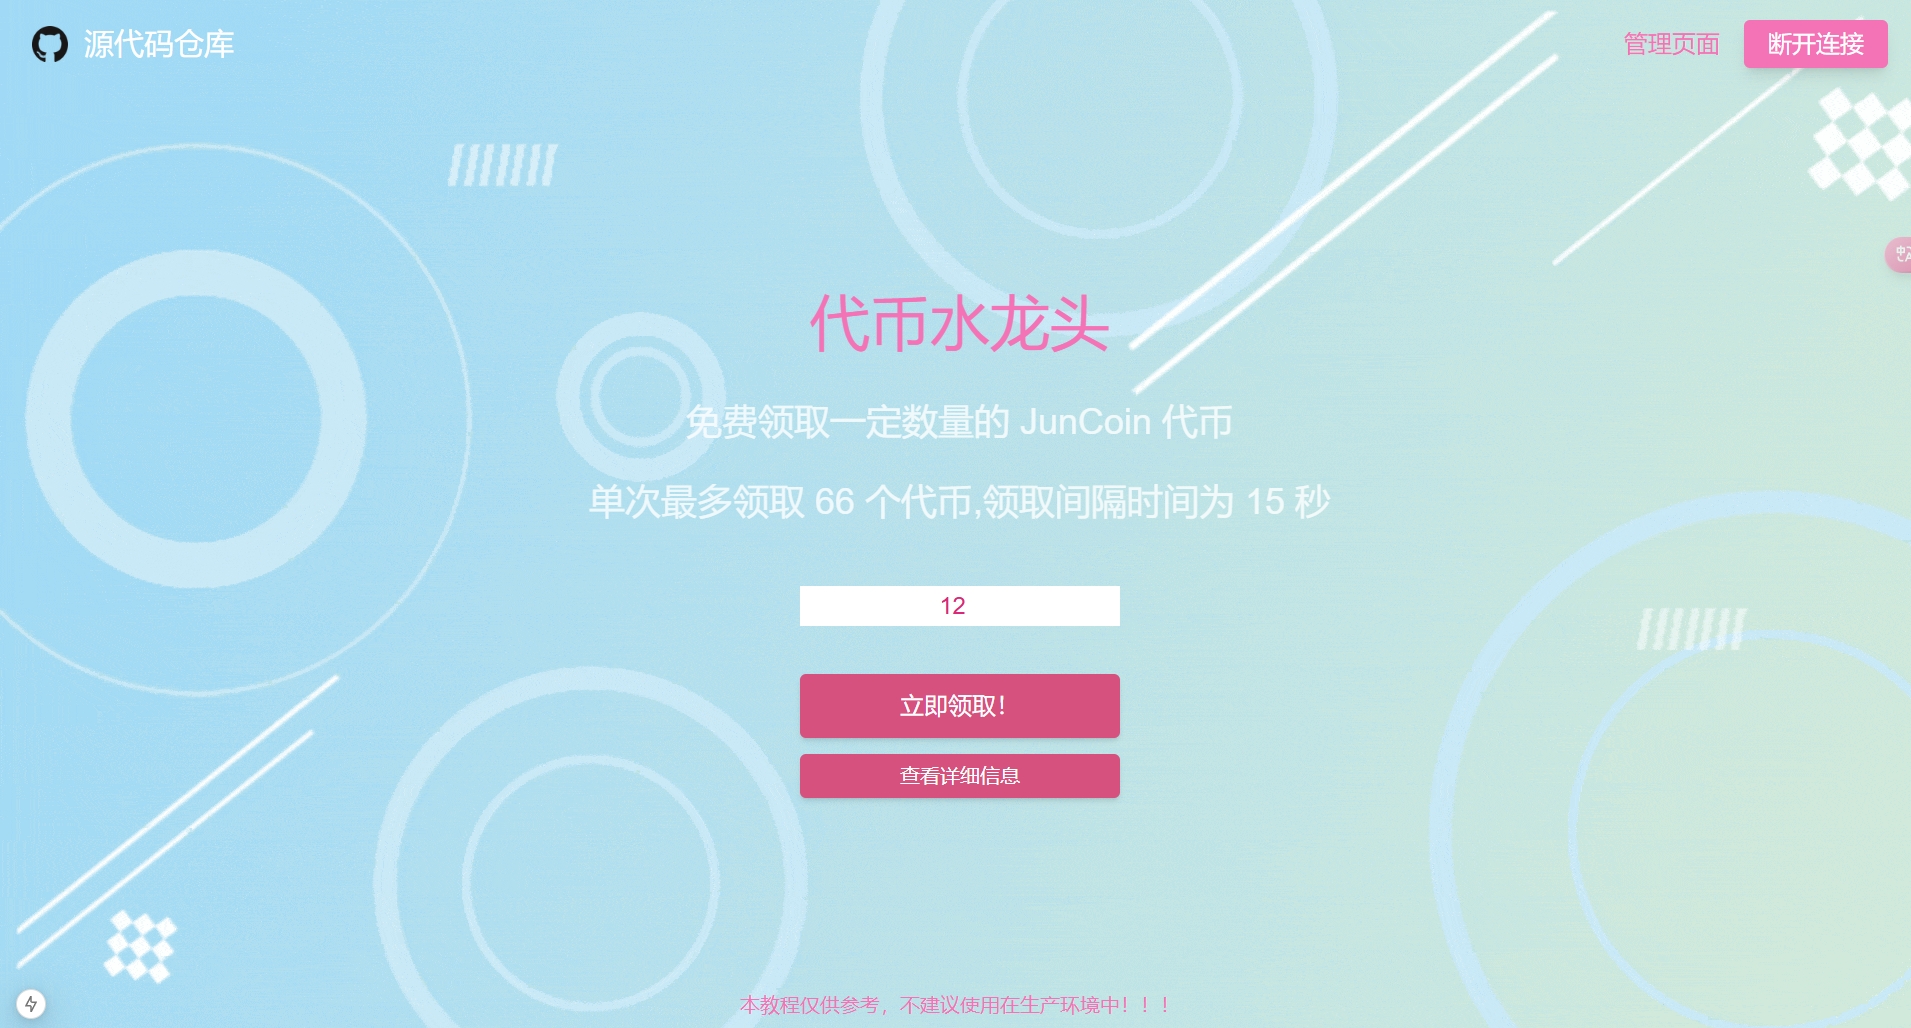 源代码仓库
管理页面
断开连接
代币水龙头
免费领取一定数量的 JunCoin 代币
单次最多领取 66 个代币,领取间隔时间为 15 秒
12
立即领取！
查看详细信息
本教程仅供参考，不建议使用在生产环境中！！！